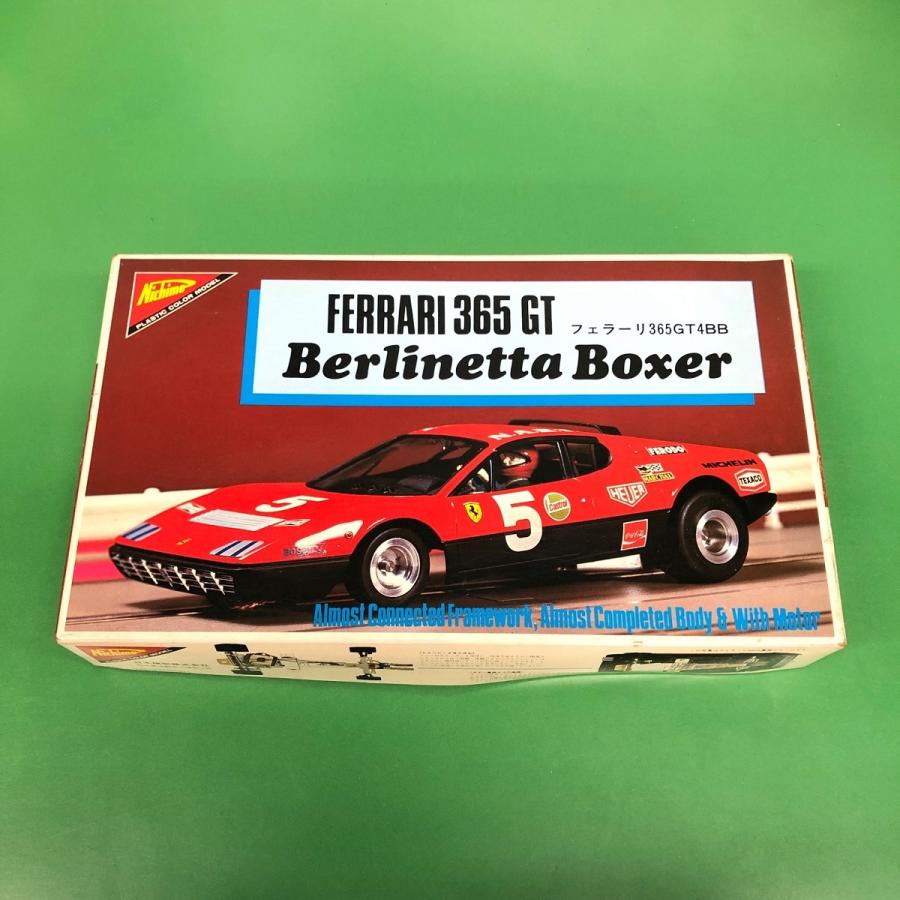 Nichimo
PLASTIC COLOR MODEL
FERRARI 365 GT
フェラーリ365GT4BB
Berlinetta Boxer
N.A.R.T
5
5
FERODO
MARCHAL
HEUER
MICHELIN
TEXACO
Castrol
Coca-Cola
Almost Connected Framework, Almost Completed Body & With Motor
Nichimo